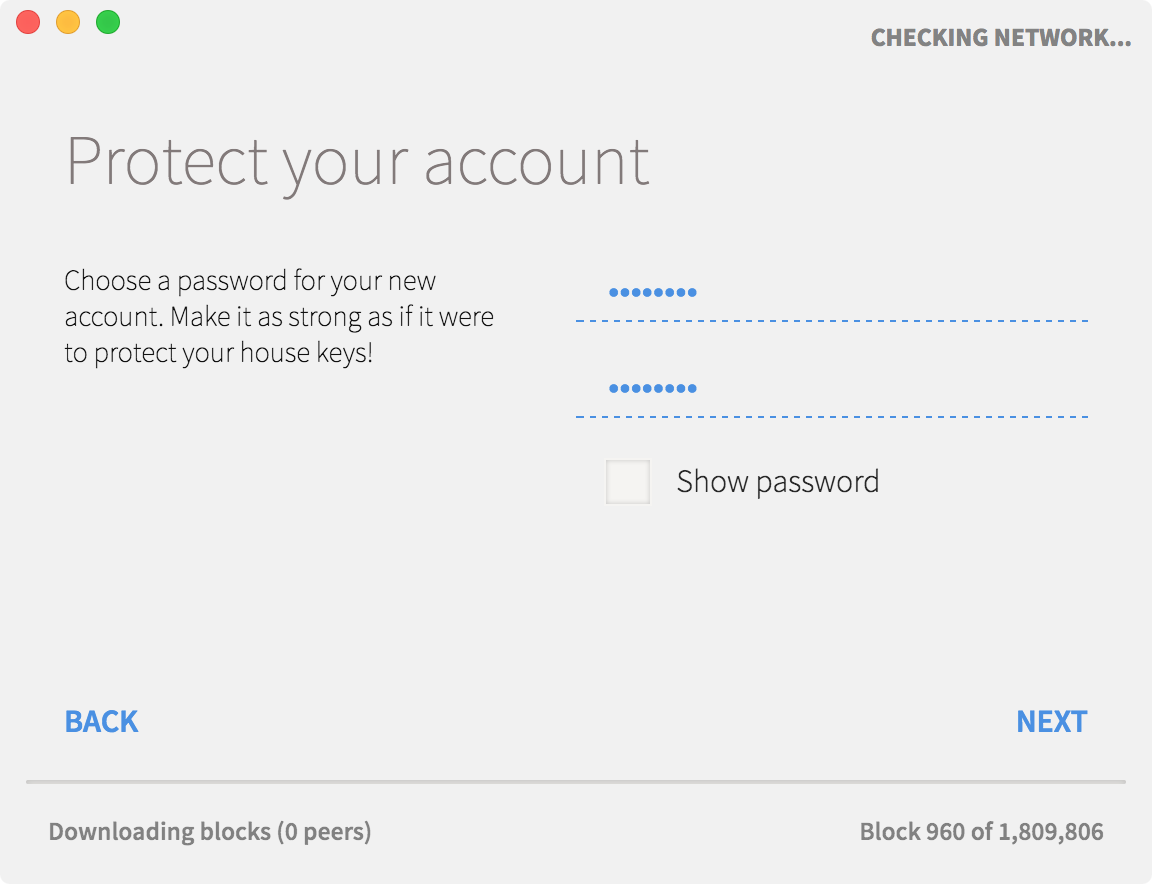 CHECKING NETWORK...
Protect your account
Choose a password for your new
account. Make it as strong as if it were
to protect your house keys!
••••••••
••••••••
Show password
BACK
NEXT
Downloading blocks (0 peers)
Block 960 of 1,809,806